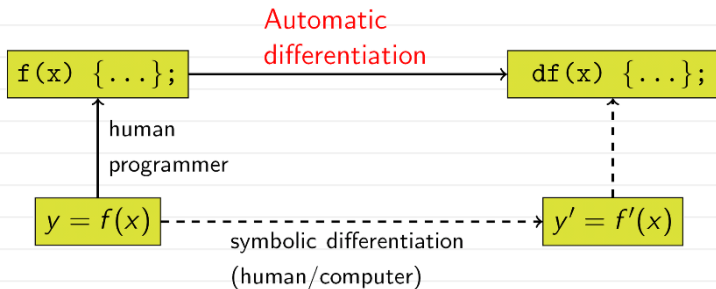 Automatic
differentiation
f(x) {...};
df(x) {...};
human
programmer
y = f(x)
y′ = f′(x)
symbolic differentiation
(human/computer)